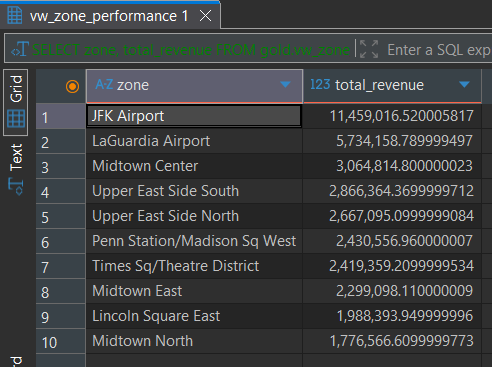 vw_zone_performance 1
SELECT zone, total_revenue FROM gold.vw_zone
Enter a SQL exp
Grid
Text
A-Z zone 123 total_revenue
1 JFK Airport 11,459,016.520005817
2 LaGuardia Airport 5,734,158.789999497
3 Midtown Center 3,064,814.800000023
4 Upper East Side South 2,866,364.3699999712
5 Upper East Side North 2,667,095.0999999084
6 Penn Station/Madison Sq West 2,430,556.960000007
7 Times Sq/Theatre District 2,419,359.2099999534
8 Midtown East 2,299,098.110000009
9 Lincoln Square East 1,988,393.949999996
10 Midtown North 1,776,566.6099999773